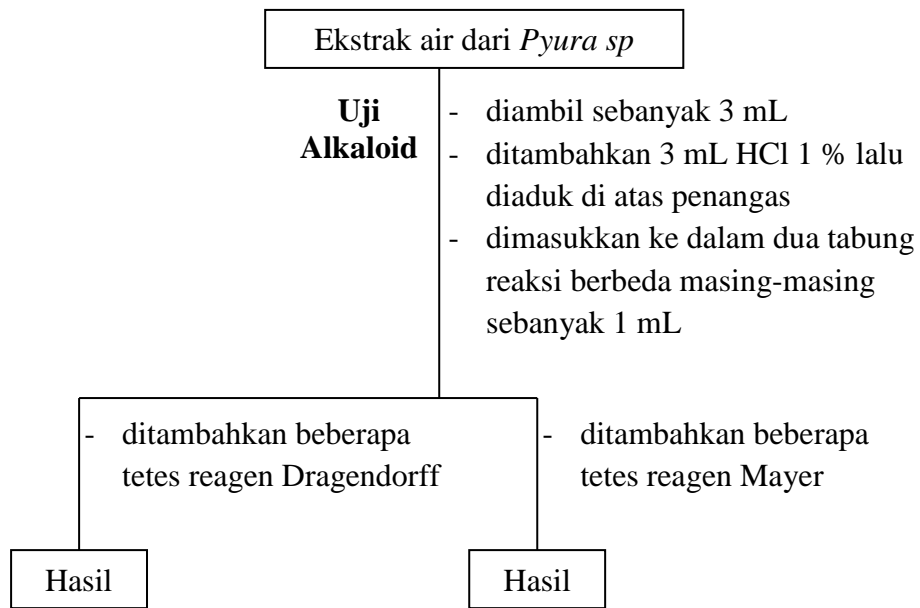 Ekstrak air dari Pyura sp
Uji
Alkaloid
- diambil sebanyak 3 mL
- ditambahkan 3 mL HCl 1 % lalu
diaduk di atas penangas
- dimasukkan ke dalam dua tabung
reaksi berbeda masing-masing
sebanyak 1 mL
- ditambahkan beberapa
tetes reagen Dragendorff
- ditambahkan beberapa
tetes reagen Mayer
Hasil
Hasil